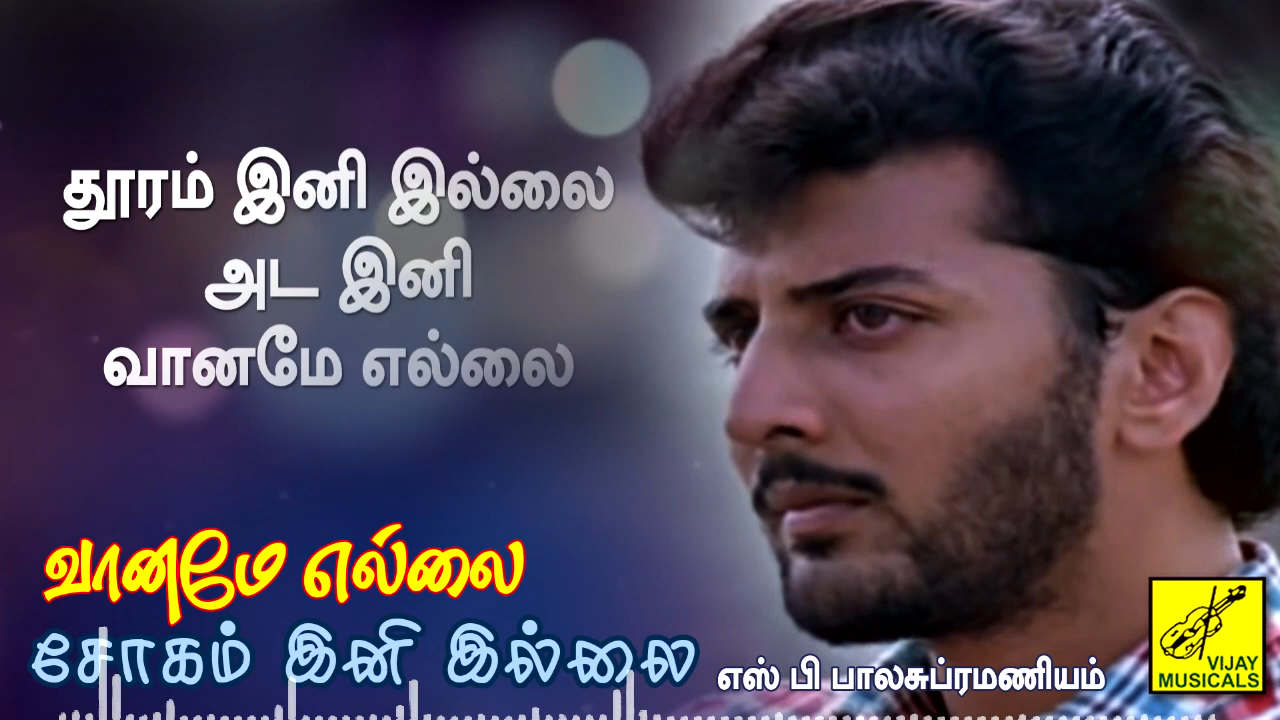 தூரம் இனி இல்லை
அட இனி
வானமே எல்லை
வானமே எல்லை
சோகம் இனி இல்லை
எஸ் பி பாலசுப்ரமணியம்
VIJAY
MUSICALS